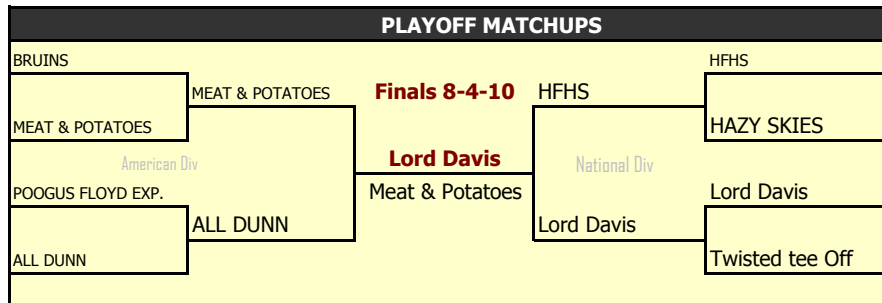 PLAYOFF MATCHUPS
BRUINS
HFHS
MEAT & POTATOES
Finals 8-4-10
HFHS
MEAT & POTATOES
HAZY SKIES
American Div
Lord Davis
National Div
POOGUS FLOYD EXP.
Meat & Potatoes
Lord Davis
ALL DUNN
Lord Davis
ALL DUNN
Twisted tee Off